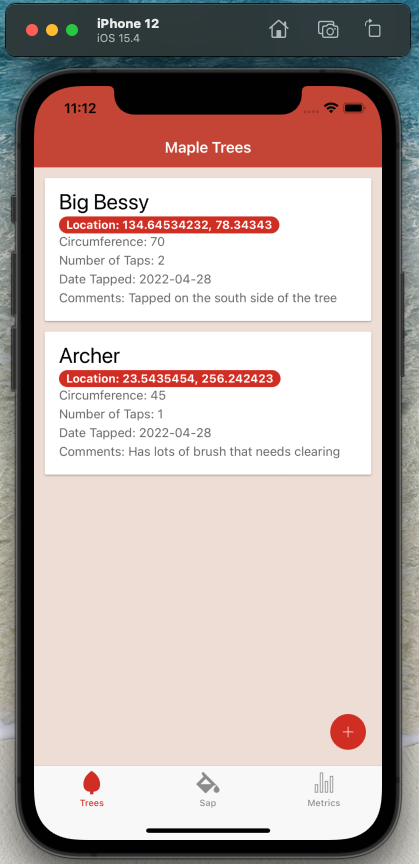 iPhone 12
iOS 15.4
11:12
Maple Trees
Big Bessy
Location: 134.64534232, 78.34343
Circumference: 70
Number of Taps: 2
Date Tapped: 2022-04-28
Comments: Tapped on the south side of the tree
Archer
Location: 23.5435454, 256.242423
Circumference: 45
Number of Taps: 1
Date Tapped: 2022-04-28
Comments: Has lots of brush that needs clearing
+
Trees
Sap
Metrics